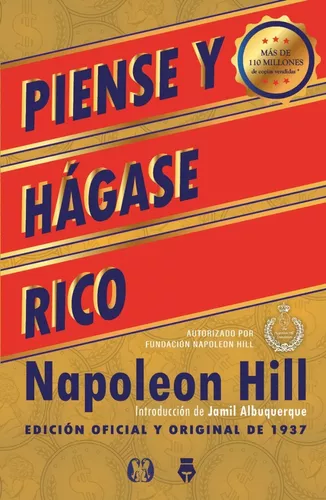 PIENSE Y
MÁS DE
110 MILLONES
de copias vendidas *
HÁGASE
RICO
AUTORIZADO POR
FUNDACIÓN NAPOLEON HILL
Napoleon Hill
Introducción de Jamil Albuquerque
EDICIÓN OFICIAL Y ORIGINAL DE 1937